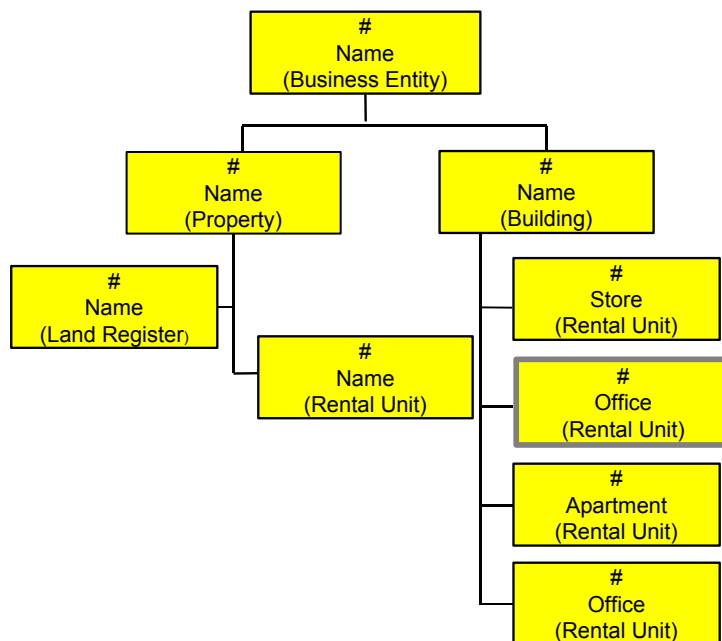 #
Name
(Business Entity)
#
Name
(Property)
#
Name
(Building)
#
Name
(Land Register)
#
Name
(Rental Unit)
#
Store
(Rental Unit)
#
Office
(Rental Unit)
#
Apartment
(Rental Unit)
#
Office
(Rental Unit)